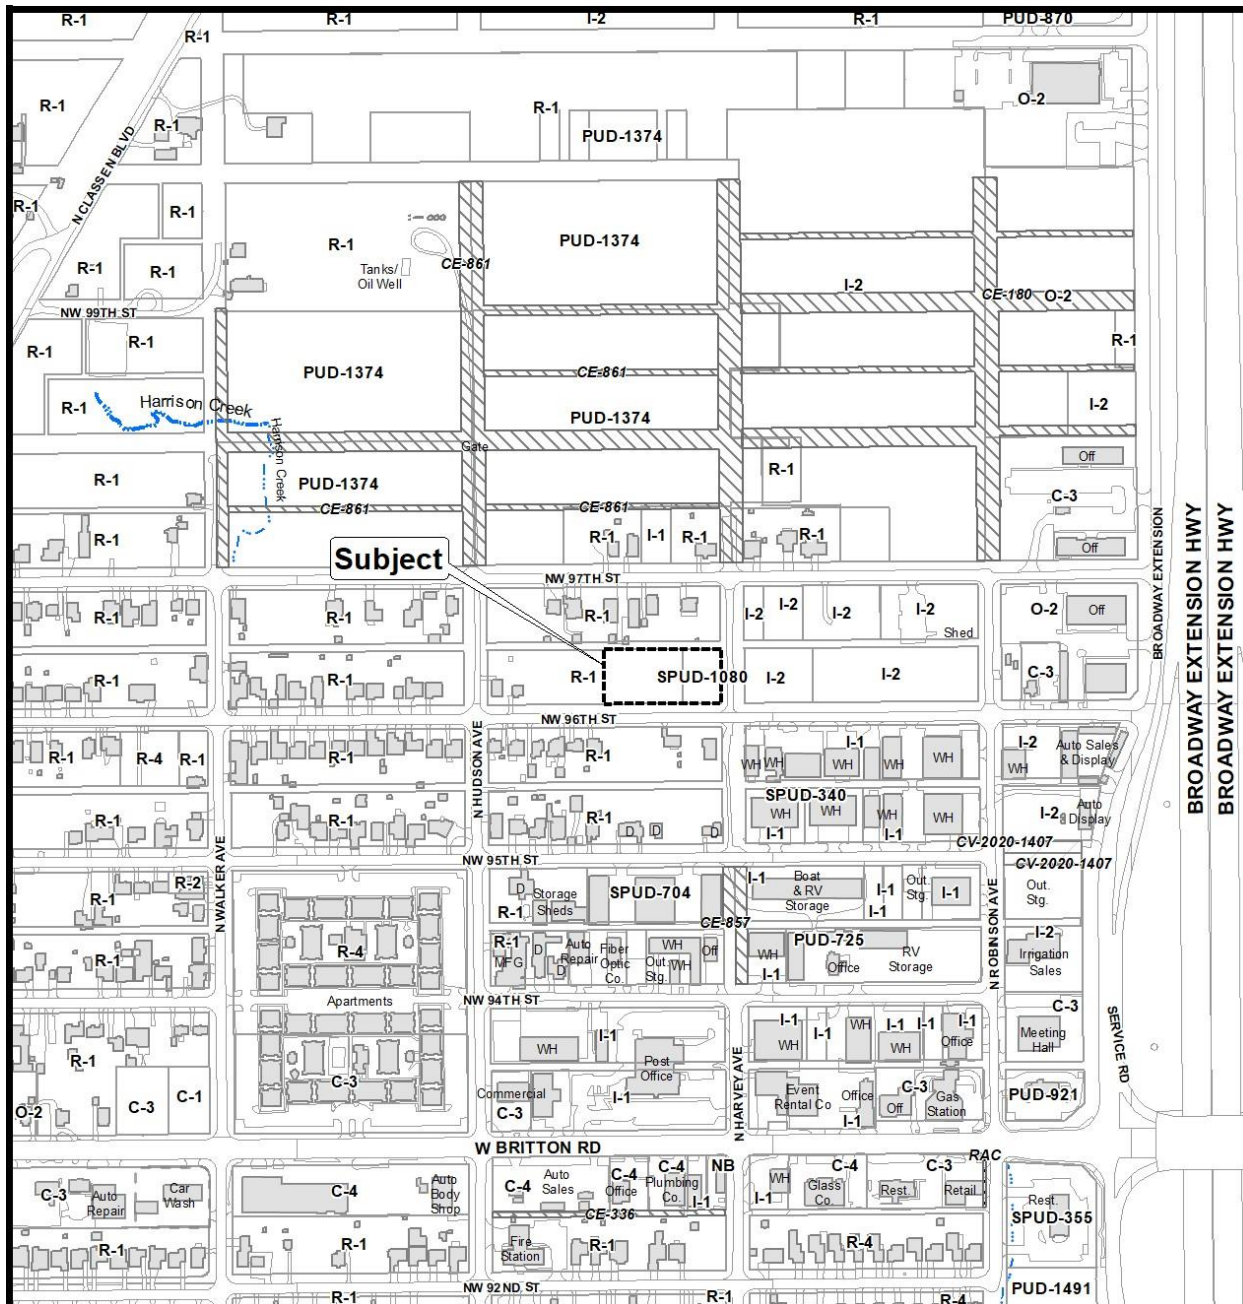 R-1
R-1
I-2
R-1
PUD-870
R-1
R-1
R-1
R-1
O-2
PUD-1374
N CLASSEN BLVD
R-1
R-1
R-1
PUD-1374
R-1
R-1
CE-861
Tanks/
Oil Well
I-2
CE-180
O-2
NW 99TH ST
R-1
R-1
R-1
PUD-1374
CE-861
R-1
Harrison Creek
PUD-1374
I-2
Harrison Creek
Gate
Off
R-1
R-1
PUD-1374
C-3
CE-861
CE-861
R-1
R-1
I-1
R-1
R-1
Off
BROADWAY EXTENSION
BROADWAY EXTENSION HWY
BROADWAY EXTENSION HWY
Subject
NW 97TH ST
R-1
R-1
R-1
I-2
I-2
I-2
I-2
O-2
Off
Shed
R-1
R-1
R-1
SPUD-1080
I-2
I-2
C-3
NW 96TH ST
N HUDSON AVE
R-1
R-4
R-1
R-1
R-1
I-1
I-2
Auto Sales
& Display
WH
WH
WH
WH
WH
WH
SPUD-340
R-1
R-1
R-1
D
D
D
WH
WH
WH
WH
I-1
I-1
I-2
Auto
Display
CV-2020-1407
NW 95TH ST
CV-2020-1407
N WALKER AVE
R-2
R-1
D
Storage
Sheds
R-1
SPUD-704
CE-857
I-1
Boat
& RV
Storage
I-1
I-1
Out.
Stg.
I-1
Out.
Stg.
N ROBINSON AVE
R-1
R-4
R-1
MFG
D
D
Auto
Repair
Fiber
Optic
Co.
WH
Out.
Stg.
WH
Off
WH
I-1
PUD-725
Office
RV
Storage
I-2
Irrigation
Sales
Apartments
NW 94TH ST
C-3
R-1
WH
I-1
I-1
WH
I-1
WH
I-1
WH
I-1
I-1
Office
Meeting
Hall
SERVICE RD
Post
Office
I-1
C-3
Commercial
C-3
N HARVEY AVE
Event
Rental Co
Office
I-1
C-3
Off
Gas
Station
PUD-921
O-2
C-3
C-1
W BRITTON RD
RAC
C-3
Auto
Repair
Car
Wash
C-4
Auto
Body
Shop
C-4
Auto
Sales
C-4
Office
C-4
Plumbing
Co.
I-1
NB
WH
I-1
C-4
Glass
Co.
Rest.
C-3
Retail
Rest.
SPUD-355
CE-336
R-1
R-1
Fire
Station
R-1
R-4
NW 92ND ST
PUD-1491
R-1
R-1
R-4